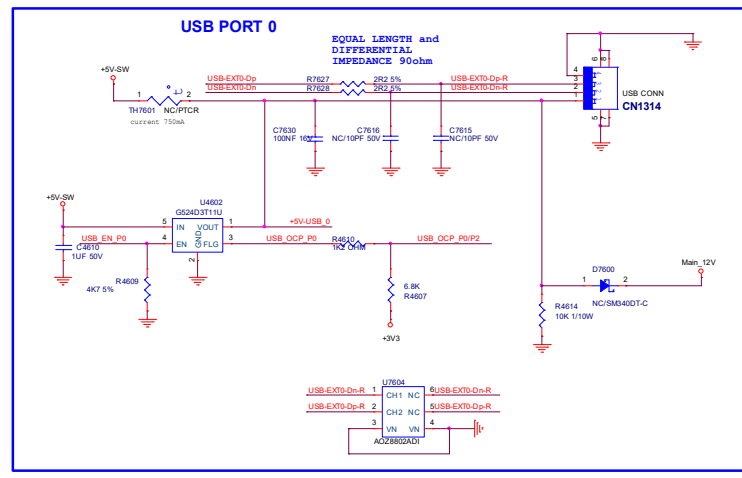 USB PORT 0
EQUAL LENGTH and
DIFFERENTIAL
IMPEDANCE 90ohm
+5V-SW
1
2
TH7601
NC/PTCR
current 750mA
USB-EXT0-Dp
USB-EXT0-Dn
R7627
R7628
2R2 5%
2R2 5%
USB-EXT0-Dp-R
USB-EXT0-Dn-R
6
8
4
3
2
1
5
7
USB CONN
CN1314
C7630
100NF 16V
C7616
NC/10PF 50V
C7615
NC/10PF 50V
+5V-SW
U4602
G524D3T11U
5
IN
VOUT
1
4
EN
FLG
3
GND
2
+5V-USB_0
USB_EN_P0
C4610
1UF 50V
R4609
4K7 5%
USB_OCP_P0
R4610
1K2 OHM
USB_OCP_P0/P2
6.8K
R4607
+3V3
Main_12V
D7600
1
2
NC/SM340DT-C
R4614
10K 1/10W
U7604
USB-EXT0-Dn-R
1
CH1
NC
6
USB-EXT0-Dn-R
USB-EXT0-Dp-R
2
CH2
NC
5
USB-EXT0-Dp-R
3
VN
VN
4
AOZ8802ADI